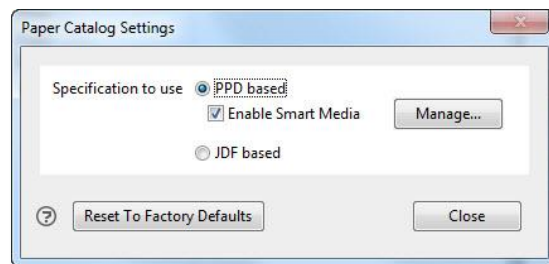 Paper Catalog Settings
Specification to use PPD based
Enable Smart Media Manage...
JDF based
? Reset To Factory Defaults Close